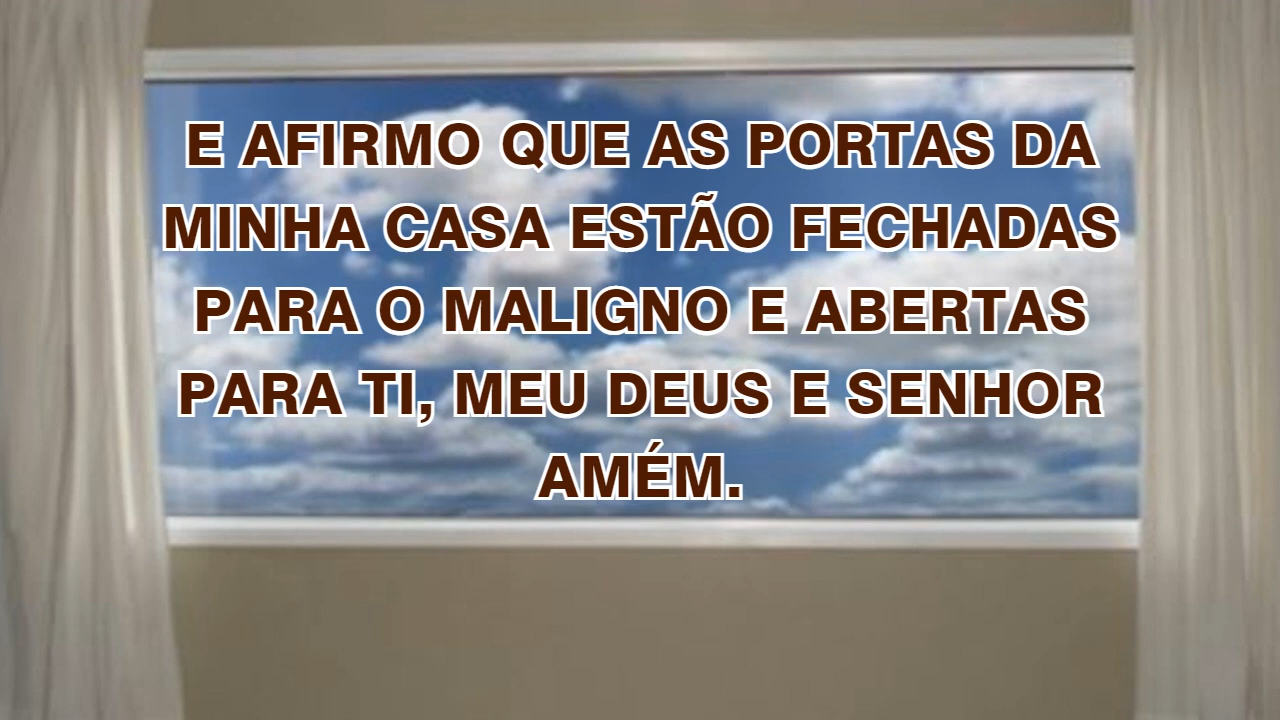 E AFIRMO QUE AS PORTAS DA
MINHA CASA ESTÃO FECHADAS
PARA O MALIGNO E ABERTAS
PARA TI, MEU DEUS E SENHOR
AMÉM.